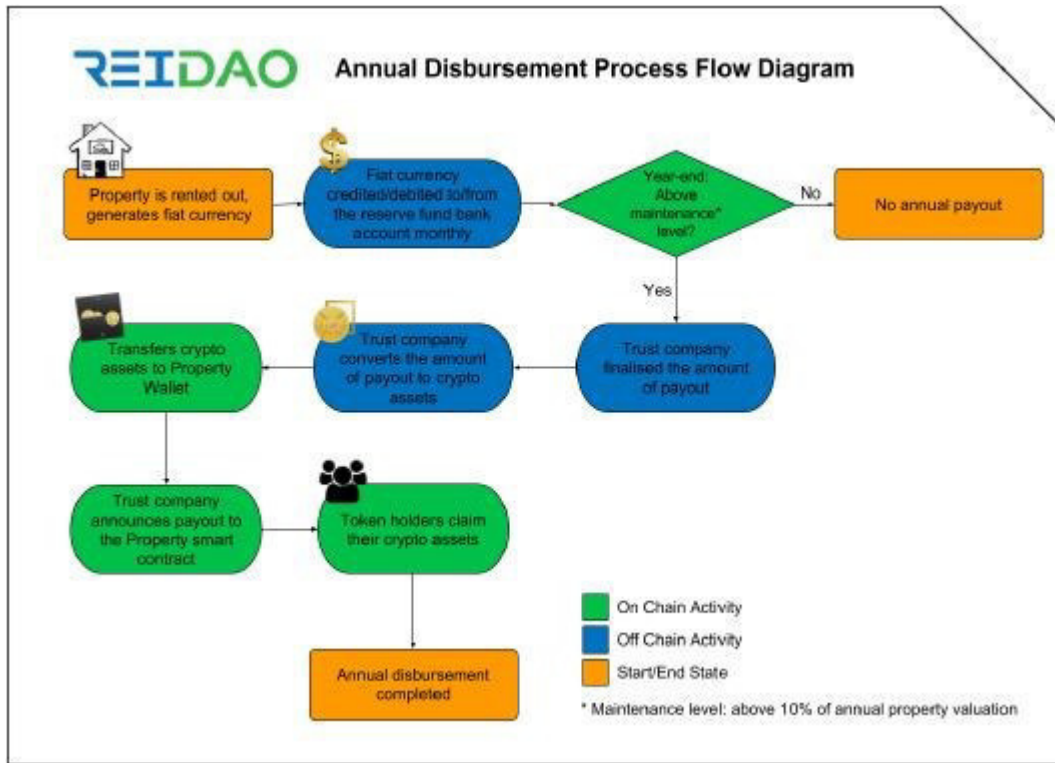 REIDAO
Annual Disbursement Process Flow Diagram
Property is rented out,
generates fiat currency
Fiat currency
credited/debited to/from
the reserve fund bank
account monthly
Year-end:
Above
maintenance*
level?
No
No annual payout
Yes
Transfers crypto
assets to Property
Wallet
Trust company
converts the amount
of payout to crypto
assets
Trust company
finalised the amount
of payout
Trust company
announces payout to
the Property smart
contract
Token holders claim
their crypto assets
On Chain Activity
Off Chain Activity
Start/End State
Annual disbursement
completed
* Maintenance level: above 10% of annual property valuation